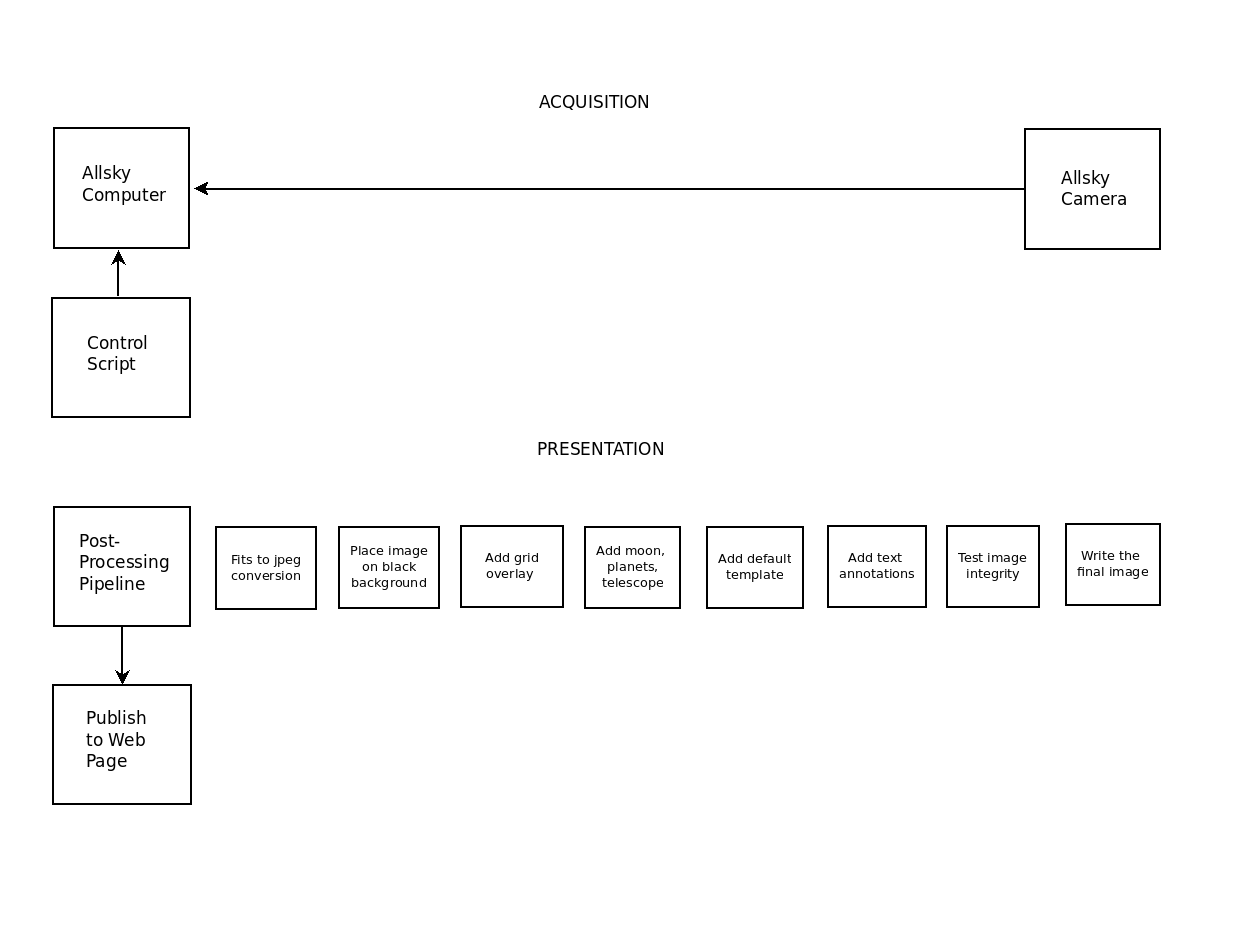 ACQUISITION
Allsky
Computer
Allsky
Camera
Control
Script
PRESENTATION
Post-
Processing
Pipeline
Fits to jpeg
conversion
Place image
on black
background
Add grid
overlay
Add moon,
planets,
telescope
Add default
template
Add text
annotations
Test image
integrity
Write the
final image
Publish
to Web
Page